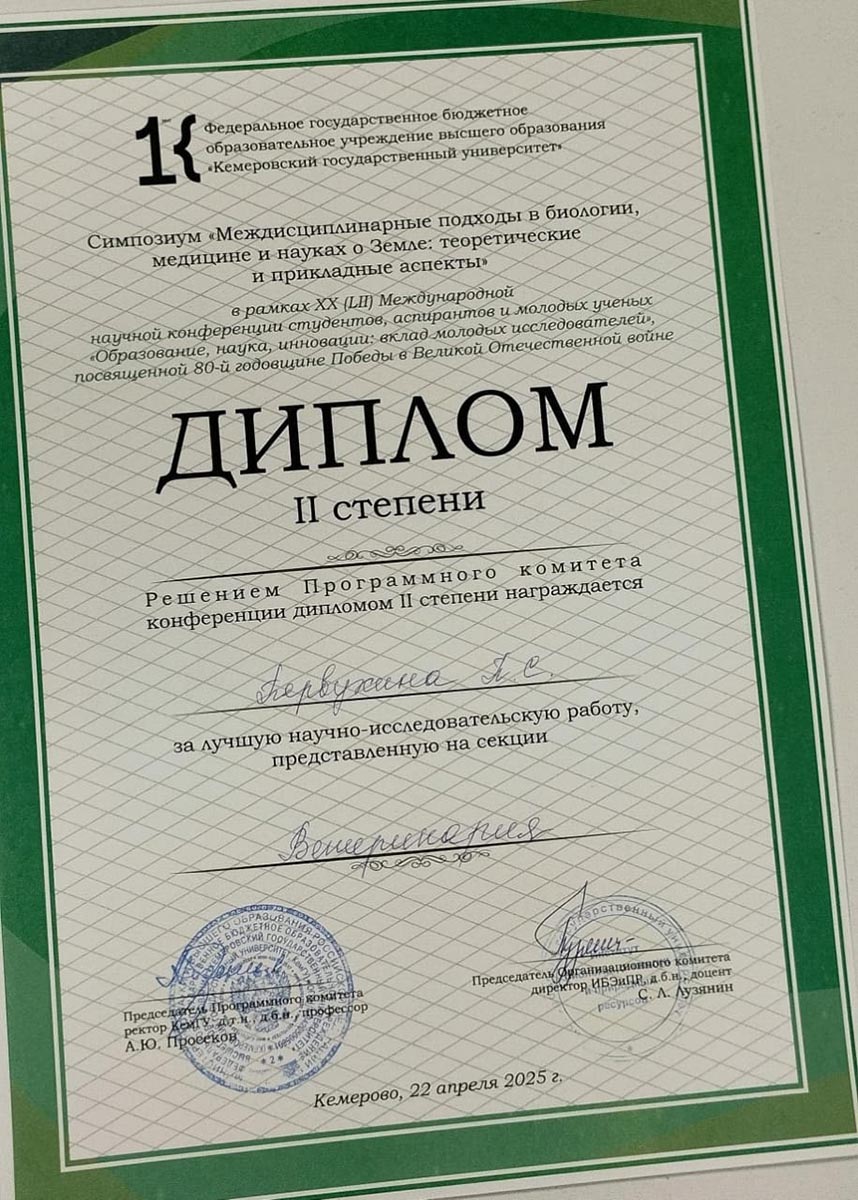 Федеральное государственное бюджетное
образовательное учреждение высшего образования
«Кемеровский государственный университет»
Симпозиум «Междисциплинарные подходы в биологии,
медицине и науках о Земле: теоретические
и прикладные аспекты»
в рамках XX (LII) Международной
научной конференции студентов, аспирантов и молодых ученых
«Образование, наука, инновации: вклад молодых исследователей»,
посвященной 80-й годовщине Победы в Великой Отечественной войне
ДИПЛОМ
II степени
Решением Программного комитета
конференции дипломом II степени награждается
Первухина П. С.
за лучшую научно-исследовательскую работу,
представленную на секции
Ветеринария
Председатель Программного комитета
ректор КемГУ, д.т.н., д.б.н., профессор
А.Ю. Просеков
Председатель Организационного комитета
директор ИБЭиПР, д.б.н., доцент
С. Л. Лузянин
Кемерово, 22 апреля 2025 г.